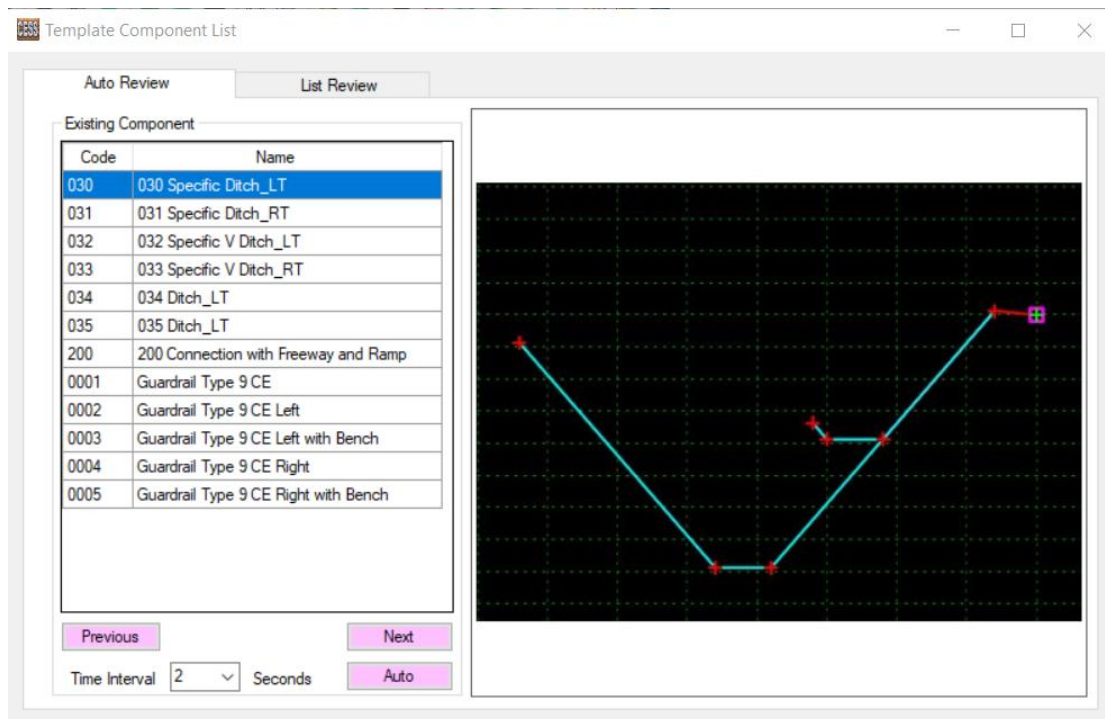 CESS Template Component List
Auto Review List Review
Existing Component
Code Name
030 030 Specific Ditch_LT
031 031 Specific Ditch_RT
032 032 Specific V Ditch_LT
033 033 Specific V Ditch_RT
034 034 Ditch_LT
035 035 Ditch_LT
200 200 Connection with Freeway and Ramp
0001 Guardrail Type 9 CE
0002 Guardrail Type 9 CE Left
0003 Guardrail Type 9 CE Left with Bench
0004 Guardrail Type 9 CE Right
0005 Guardrail Type 9 CE Right with Bench
Previous Next
Time Interval 2 Seconds Auto